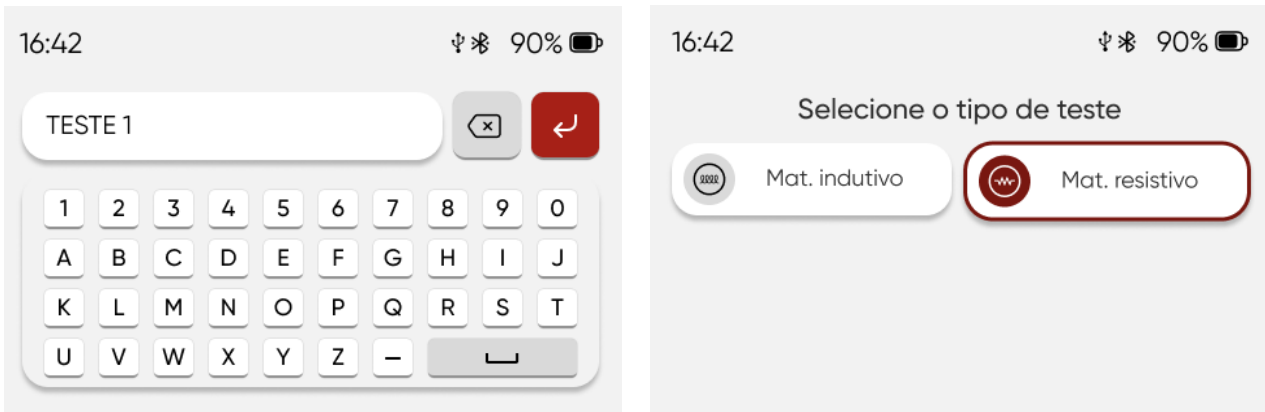 16:42 90%
TESTE 1
1 2 3 4 5 6 7 8 9 0
A B C D E F G H I J
K L M N O P Q R S T
U V W X Y Z –
16:42 90%
Selecione o tipo de teste
Mat. indutivo Mat. resistivo